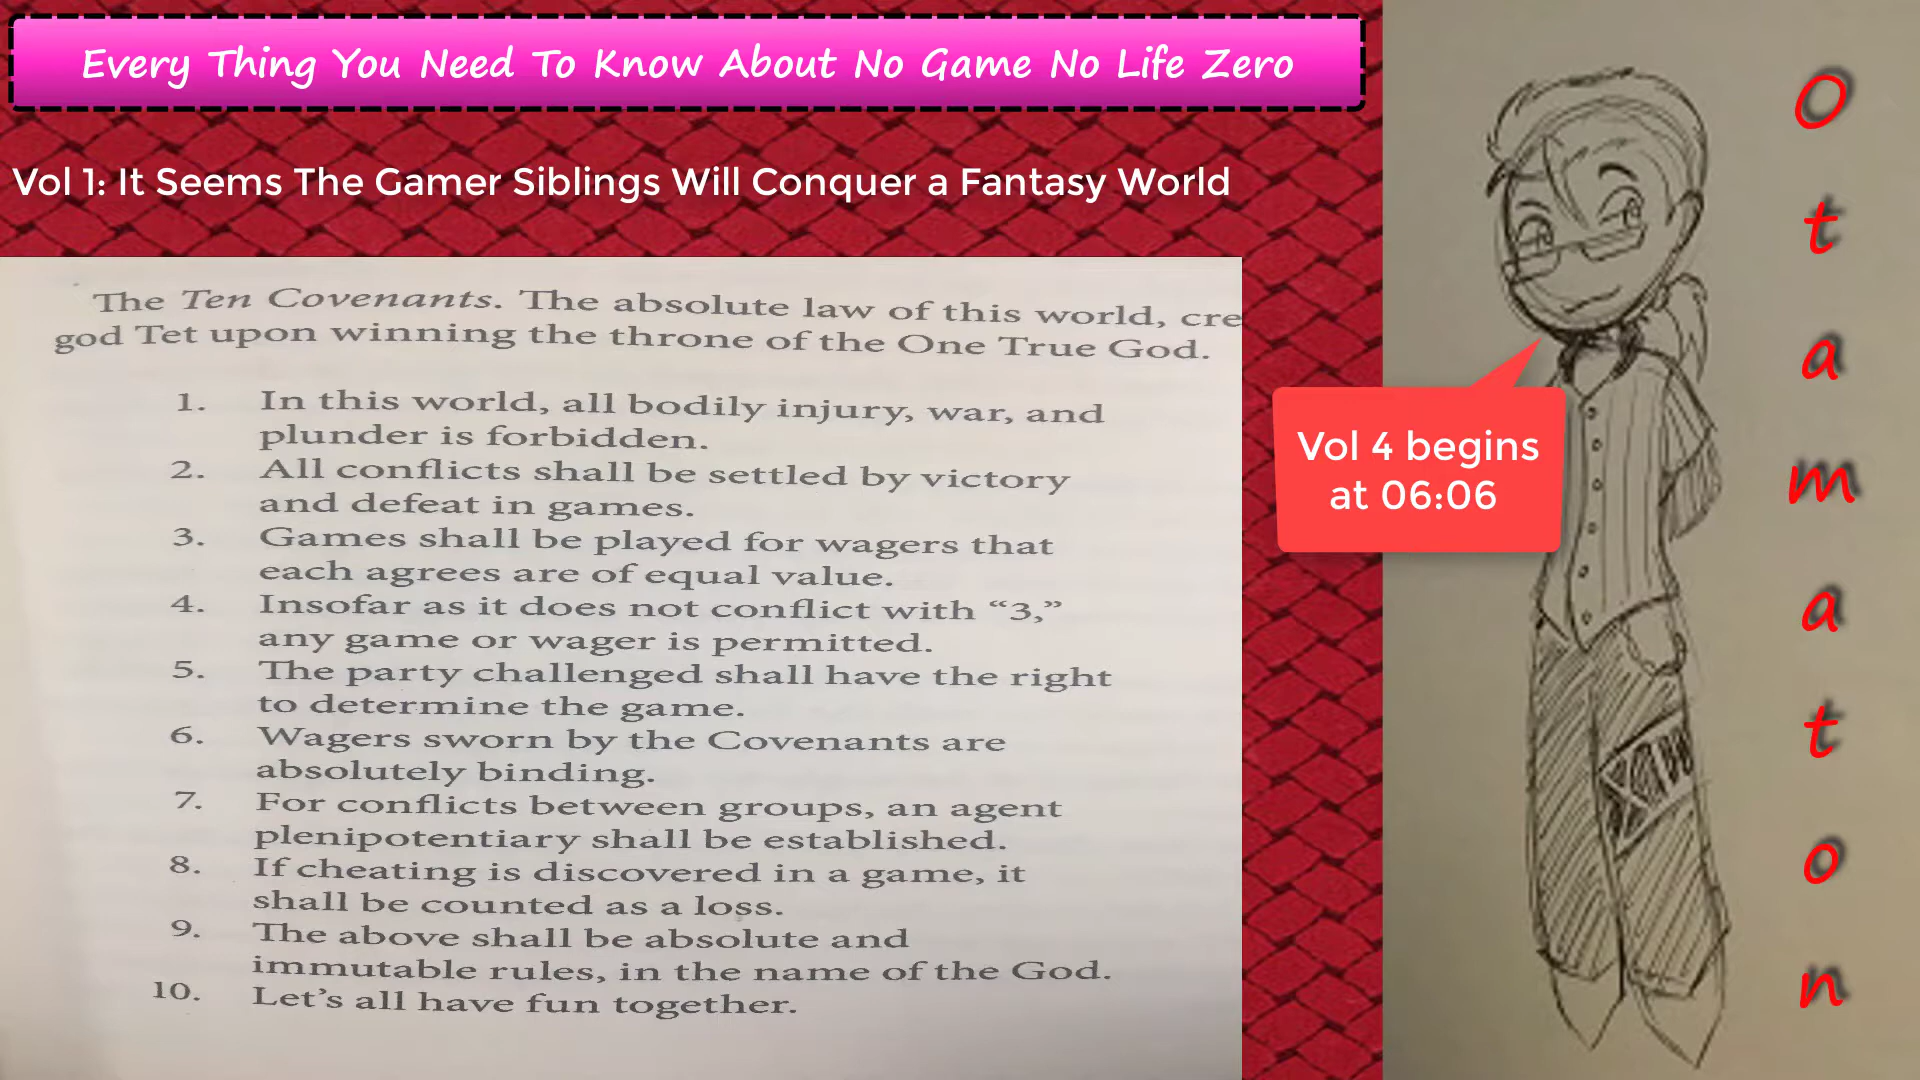 Every Thing You Need To Know About No Game No Life Zero
Vol 1: It Seems The Gamer Siblings Will Conquer a Fantasy World
The Ten Covenants. The absolute law of this world, cre
god Tet upon winning the throne of the One True God.
1. In this world, all bodily injury, war, and
plunder is forbidden.
2. All conflicts shall be settled by victory
and defeat in games.
3. Games shall be played for wagers that
each agrees are of equal value.
4. Insofar as it does not conflict with “3,”
any game or wager is permitted.
5. The party challenged shall have the right
to determine the game.
6. Wagers sworn by the Covenants are
absolutely binding.
7. For conflicts between groups, an agent
plenipotentiary shall be established.
8. If cheating is discovered in a game, it
shall be counted as a loss.
9. The above shall be absolute and
immutable rules, in the name of the God.
10. Let’s all have fun together.
Vol 4 begins
at 06:06
O
t
a
m
a
t
o
n